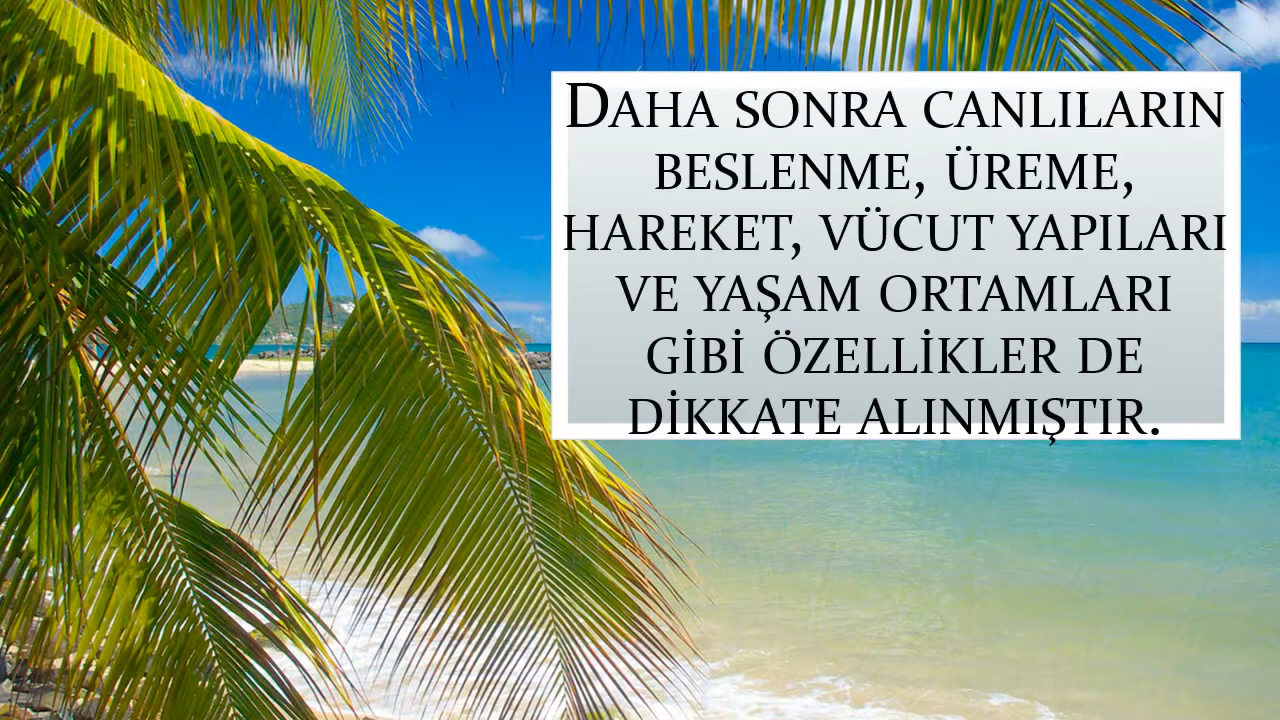 DAHA SONRA CANLILARIN
BESLENME, ÜREME,
HAREKET, VÜCUT YAPILARI
VE YAŞAM ORTAMLARI
GİBİ ÖZELLİKLER DE
DİKKATE ALINMIŞTIR.